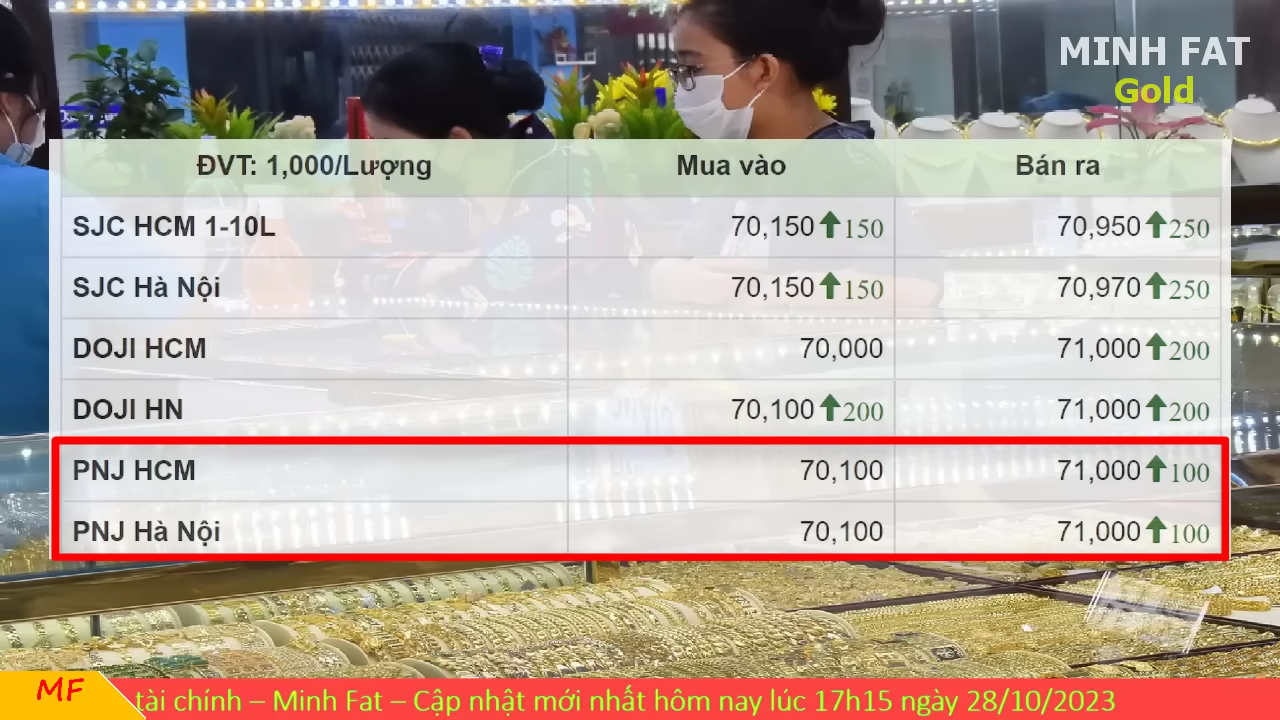 MINH FAT
Gold
ĐVT: 1,000/Lượng Mua vào Bán ra
SJC HCM 1-10L 70,150 150 70,950 250
SJC Hà Nội 70,150 150 70,970 250
DOJI HCM 70,000 71,000 200
DOJI HN 70,100 200 71,000 200
PNJ HCM 70,100 71,000 100
PNJ Hà Nội 70,100 71,000 100
MF tài chính – Minh Fat – Cập nhật mới nhất hôm nay lúc 17h15 ngày 28/10/2023